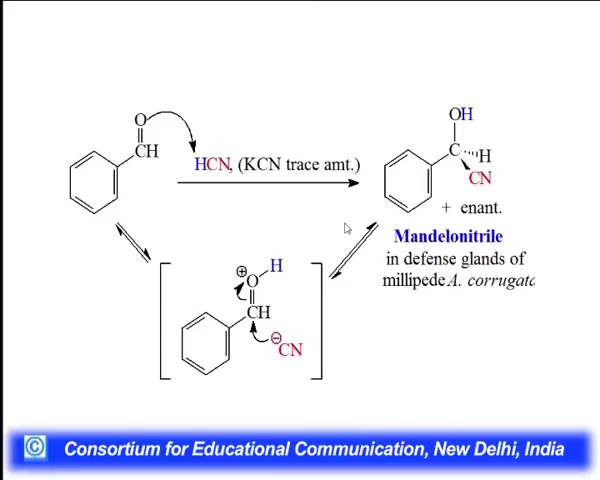 O
CH
HCN, (KCN trace amt.)
OH
C
H
CN
+ enant.
Mandelonitrile
in defense glands of
millipede A. corrugata
⊕
H
O
CH
⊖
CN
© Consortium for Educational Communication, New Delhi, India